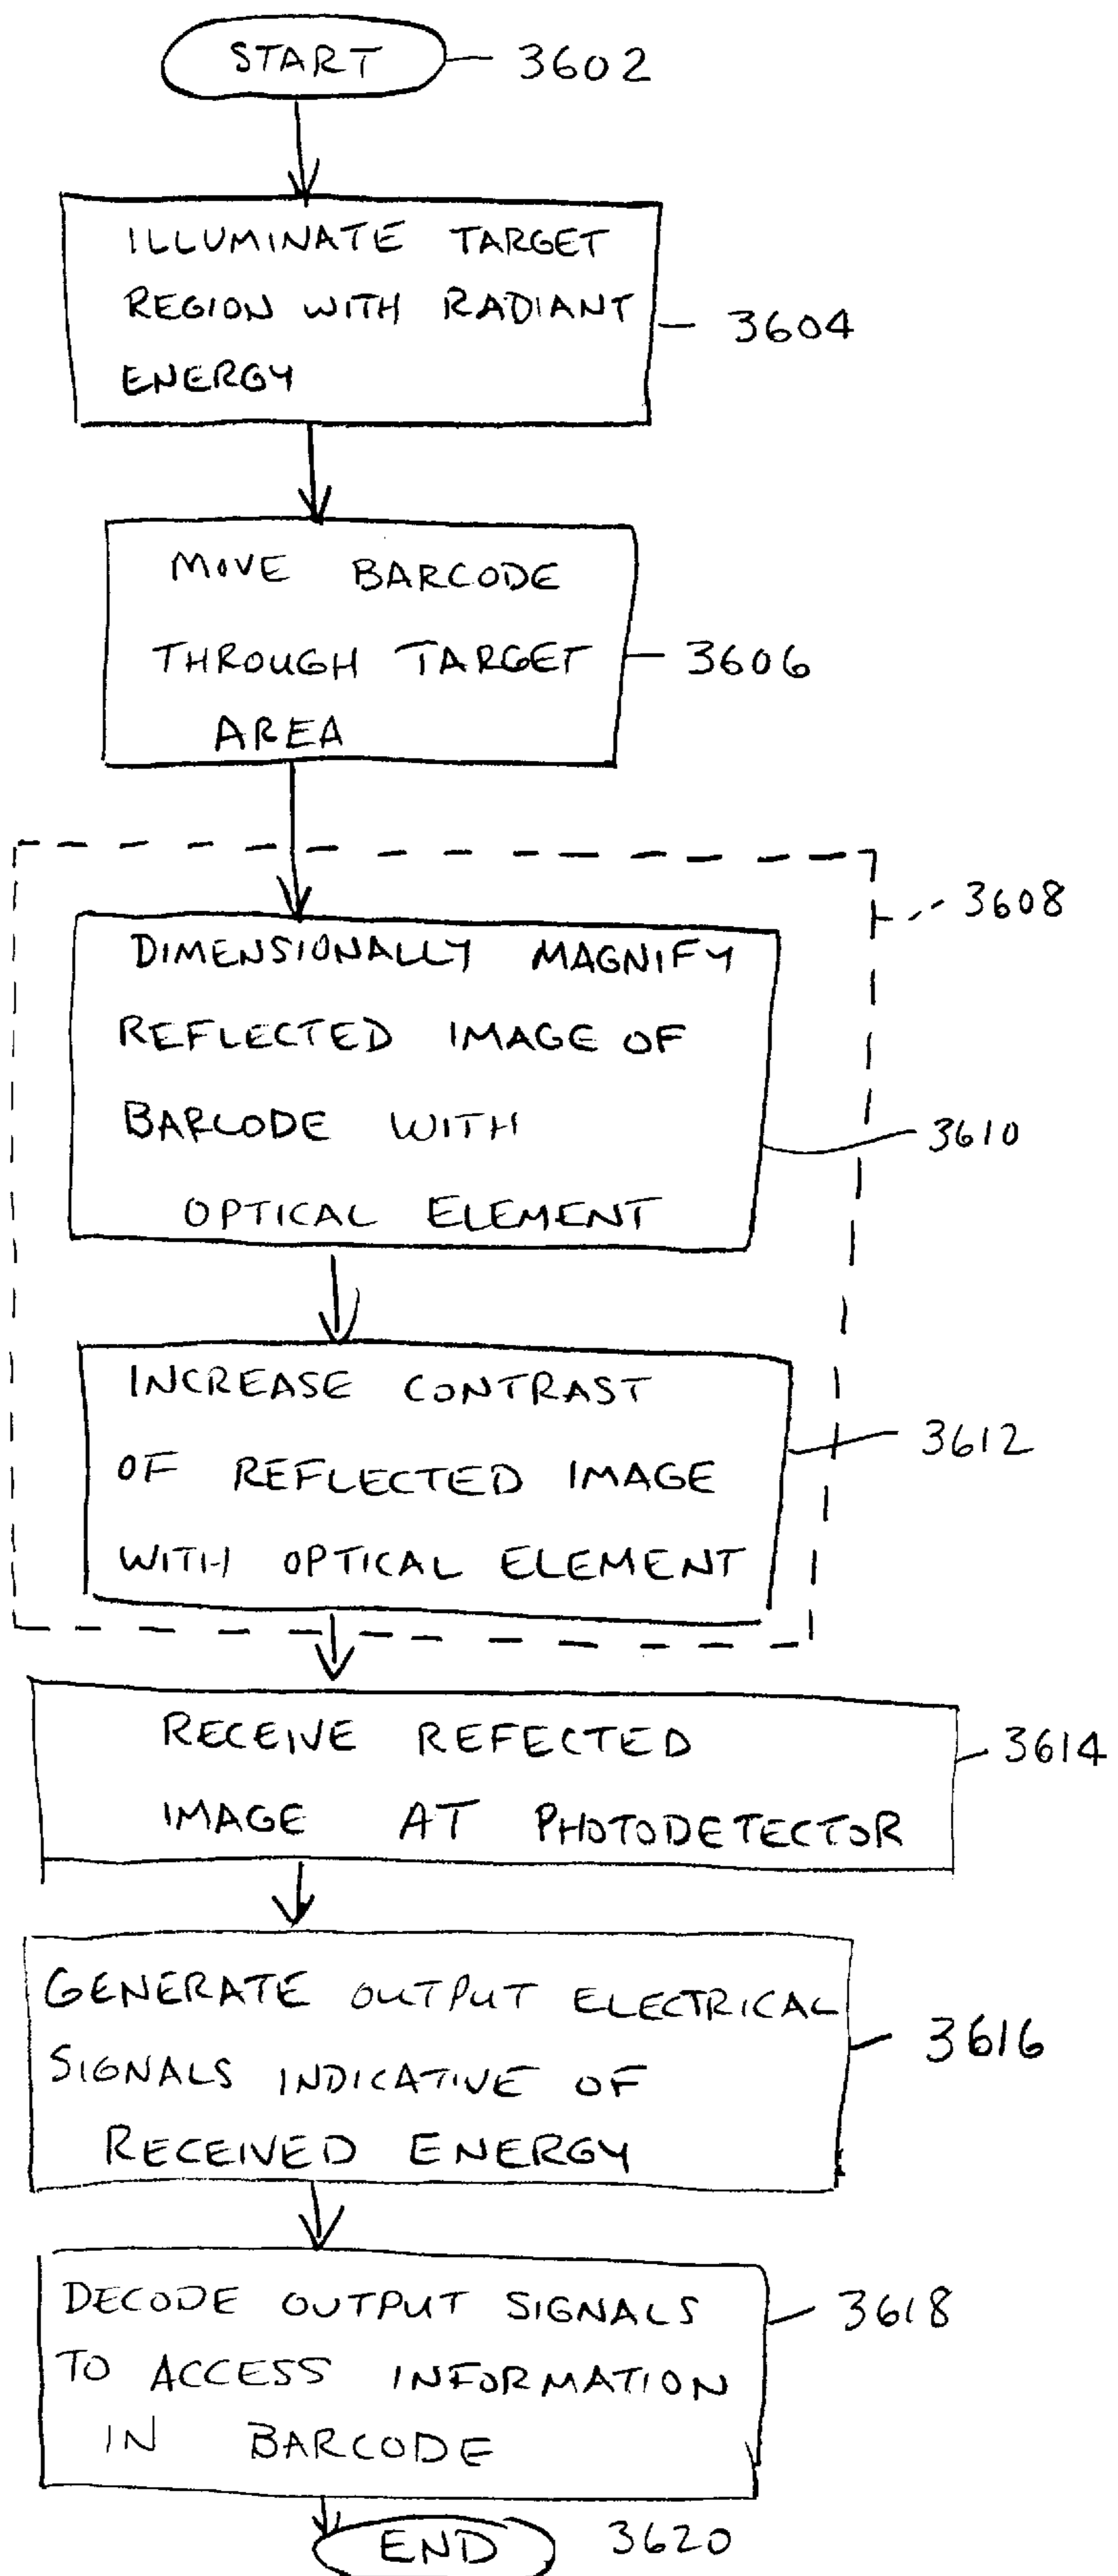 START 3602
ILLUMINATE TARGET
REGION WITH RADIANT
ENERGY
3604
MOVE BARCODE
THROUGH TARGET
AREA
3606
3608
DIMENSIONALLY MAGNIFY
REFLECTED IMAGE OF
BARCODE WITH
OPTICAL ELEMENT
3610
INCREASE CONTRAST
OF REFLECTED IMAGE
WITH OPTICAL ELEMENT
3612
RECEIVE REFECTED
IMAGE AT PHOTODETECTOR
3614
GENERATE OUTPUT ELECTRICAL
SIGNALS INDICATIVE OF
RECEIVED ENERGY
3616
DECODE OUTPUT SIGNALS
TO ACCESS INFORMATION
IN BARCODE
3618
END 3620